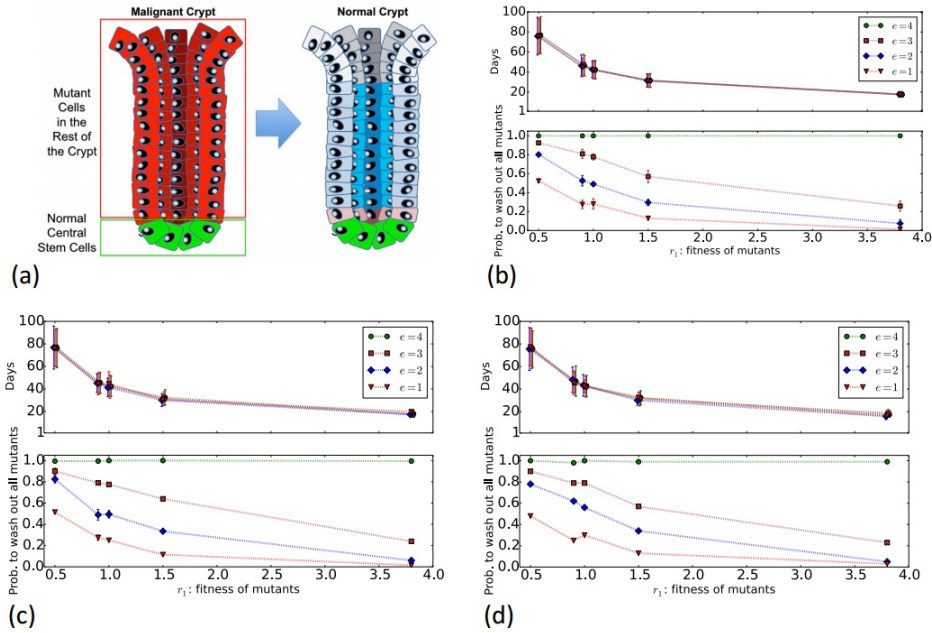 Malignant Crypt
Normal Crypt
Mutant
Cells
in the
Rest of
the Crypt
Normal
Central
Stem Cells
(a)
100
80
60
40
20
1
Days
e=4
e=3
e=2
e=1
1.0
0.8
0.6
0.4
0.2
0.0
Prob. to wash out all mutants
0.5 1.0 1.5 2.0 2.5 3.0 3.5 4.0
r₁: fitness of mutants
(b)
100
80
60
40
20
1
Days
e=4
e=3
e=2
e=1
1.0
0.8
0.6
0.4
0.2
0.0
Prob. to wash out all mutants
0.5 1.0 1.5 2.0 2.5 3.0 3.5 4.0
r₁: fitness of mutants
(c)
100
80
60
40
20
1
Days
e=4
e=3
e=2
e=1
1.0
0.8
0.6
0.4
0.2
0.0
Prob. to wash out all mutants
0.5 1.0 1.5 2.0 2.5 3.0 3.5 4.0
r₁: fitness of mutants
(d)